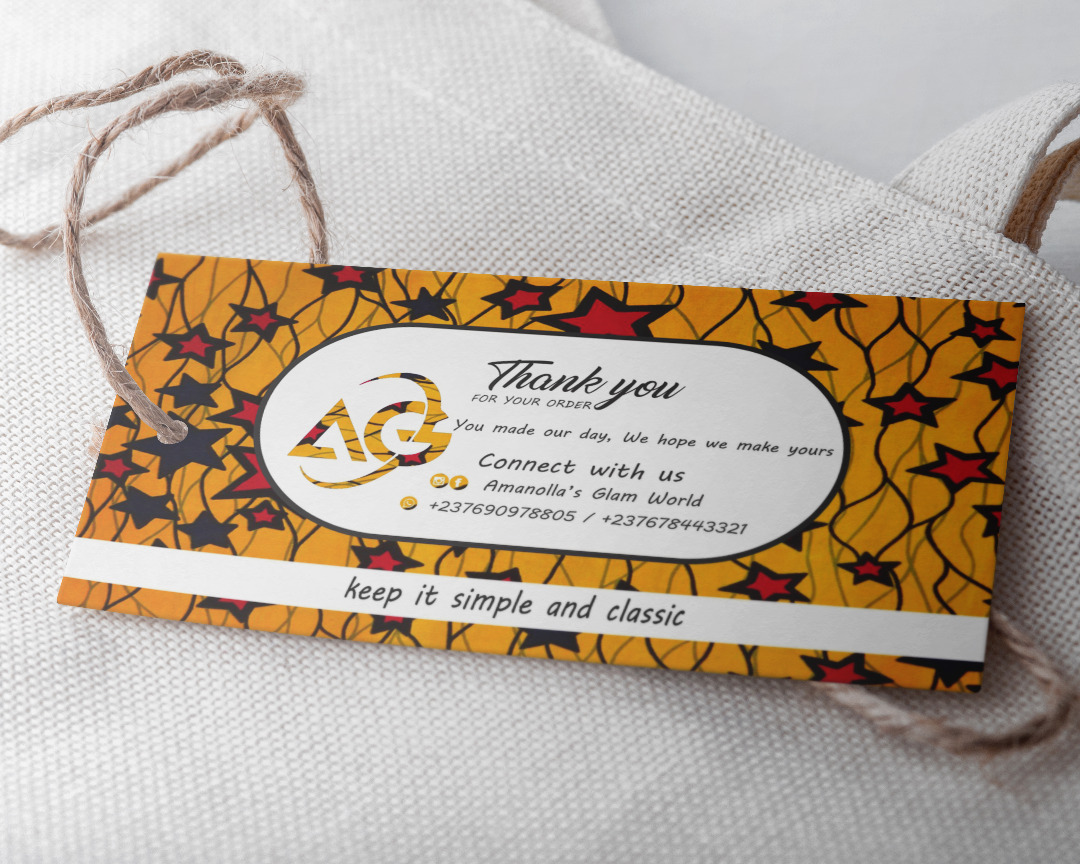 AG
Thank you
FOR YOUR ORDER
You made our day, We hope we make yours
Connect with us
Amanolla's Glam World
+237690978805 / +237678443321
keep it simple and classic